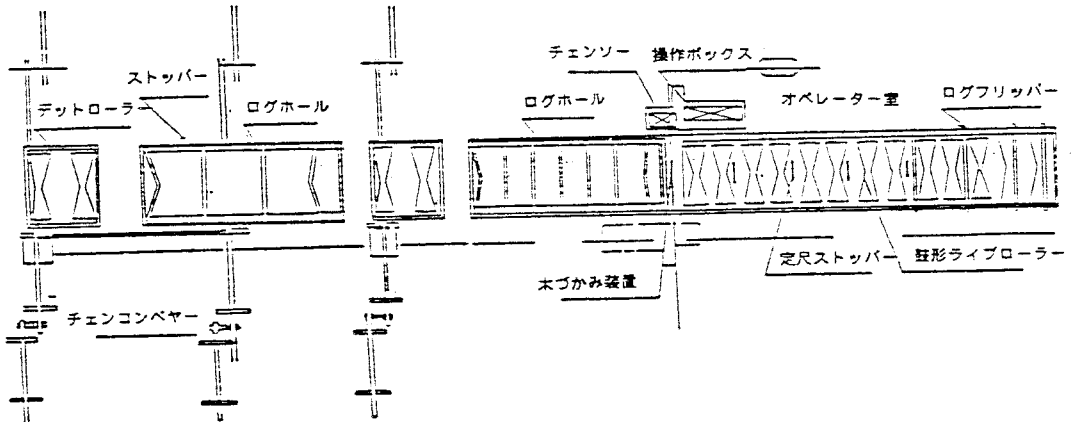 チェンソー
操作ボックス
ストッパー
オペレーター室
ログフリッパー
デットローラー
ログホール
ログホール
定尺ストッパー
鼓形ライブローラー
木づかみ装置
チェンコンベヤー